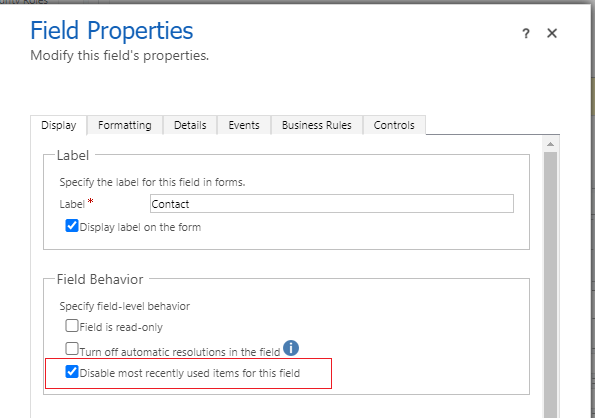 Field Properties
? ×
Modify this field's properties.
Display Formatting Details Events Business Rules Controls
Label
Specify the label for this field in forms.
Label *
Contact
Display label on the form
Field Behavior
Specify field-level behavior
Field is read-only
Turn off automatic resolutions in the field i
Disable most recently used items for this field